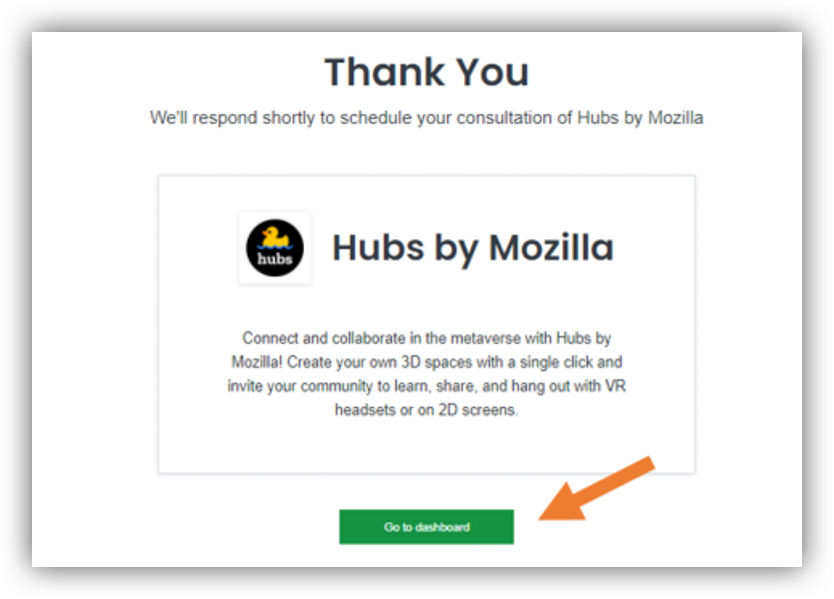 Thank You
We'll respond shortly to schedule your consultation of Hubs by Mozilla
hubs
Hubs by Mozilla
Connect and collaborate in the metaverse with Hubs by
Mozilla! Create your own 3D spaces with a single click and
invite your community to learn, share, and hang out with VR
headsets or on 2D screens.
Go to dashboard